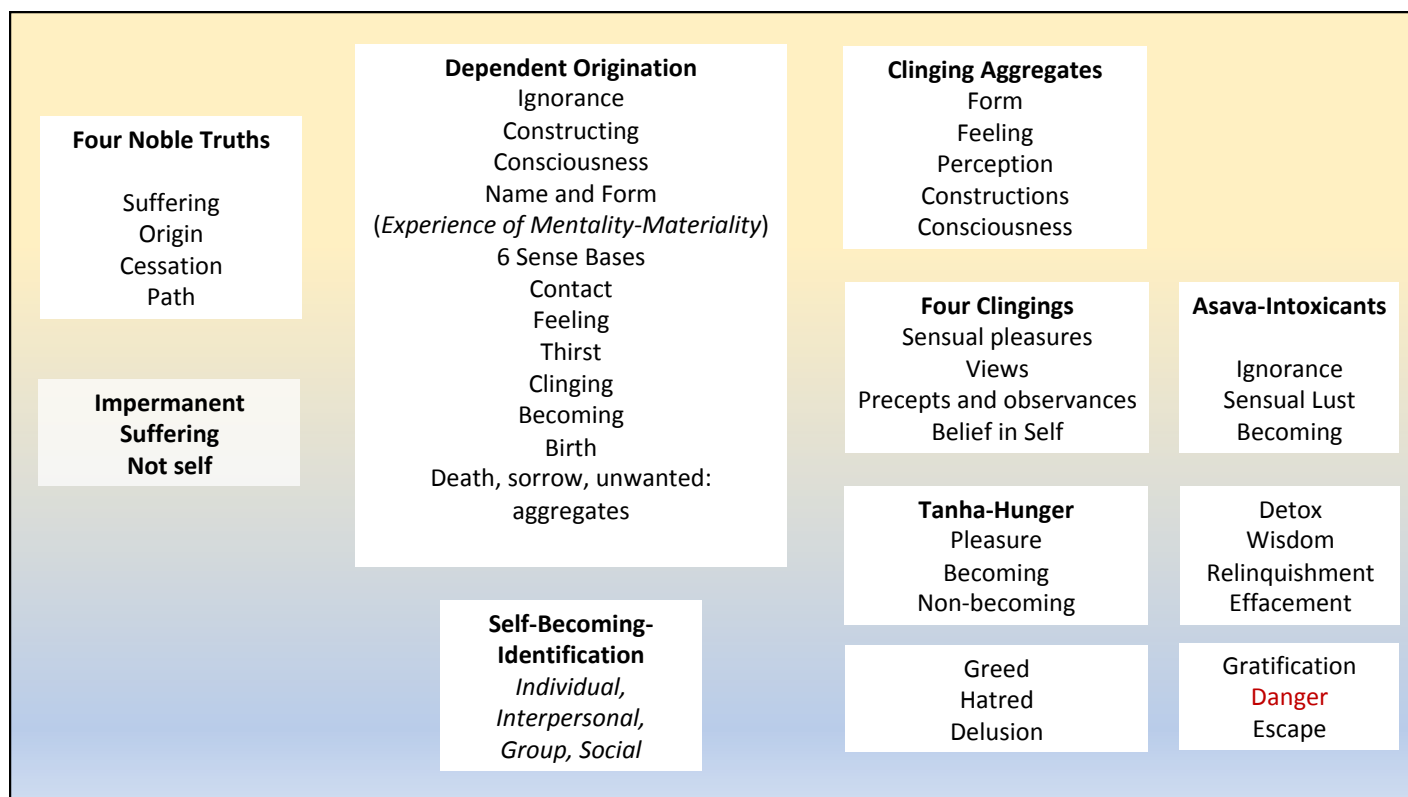 Four Noble Truths
Suffering
Origin
Cessation
Path
Impermanent
Suffering
Not self
Dependent Origination
Ignorance
Constructing
Consciousness
Name and Form
(Experience of Mentality-Materiality)
6 Sense Bases
Contact
Feeling
Thirst
Clinging
Becoming
Birth
Death, sorrow, unwanted:
aggregates
Self-Becoming-
Identification
Individual,
Interpersonal,
Group, Social
Clinging Aggregates
Form
Feeling
Perception
Constructions
Consciousness
Four Clingings
Sensual pleasures
Views
Precepts and observances
Belief in Self
Asava-Intoxicants
Ignorance
Sensual Lust
Becoming
Tanha-Hunger
Pleasure
Becoming
Non-becoming
Detox
Wisdom
Relinquishment
Effacement
Greed
Hatred
Delusion
Gratification
Danger
Escape